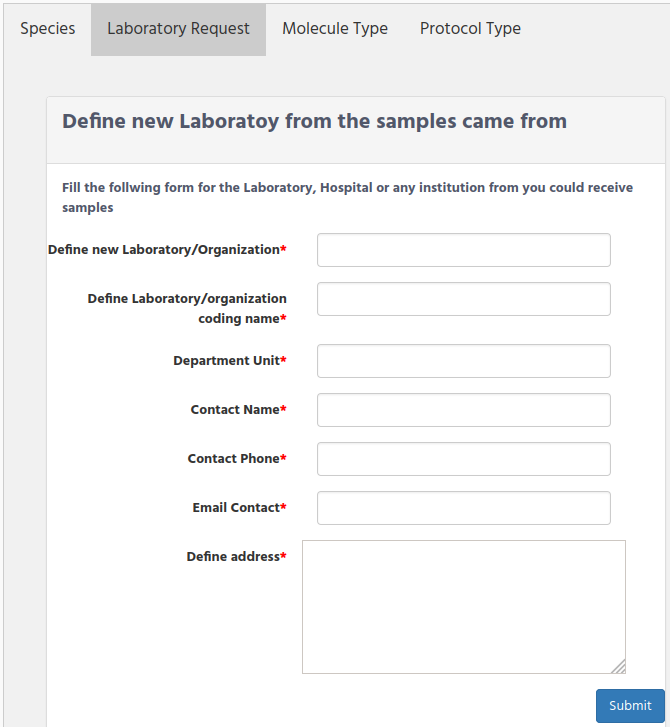 Species Laboratory Request Molecule Type Protocol Type
Define new Laboratoy from the samples came from
Fill the follwing form for the Laboratory, Hospital or any institution from you could receive
samples
Define new Laboratory/Organization*
Define Laboratory/organization
coding name*
Department Unit*
Contact Name*
Contact Phone*
Email Contact*
Define address*
Submit